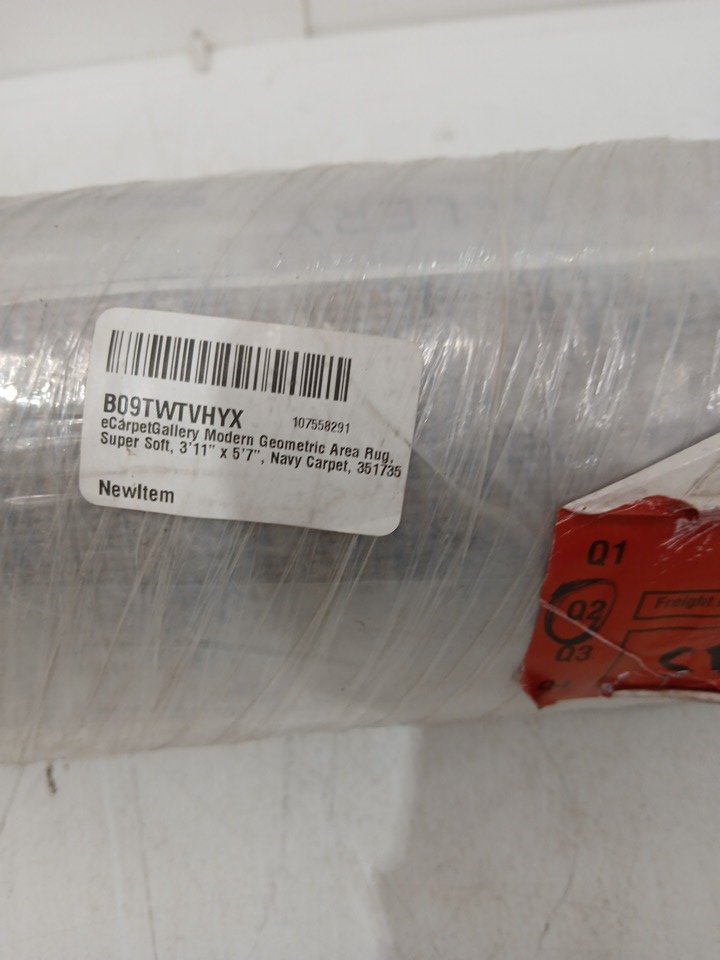 B09TWTVHYX 107558291
eCarpetGallery Modern Geometric Area Rug,
Super Soft, 3'11" x 5'7", Navy Carpet, 351735
NewItem
Q1
Q2
Freight
Q3